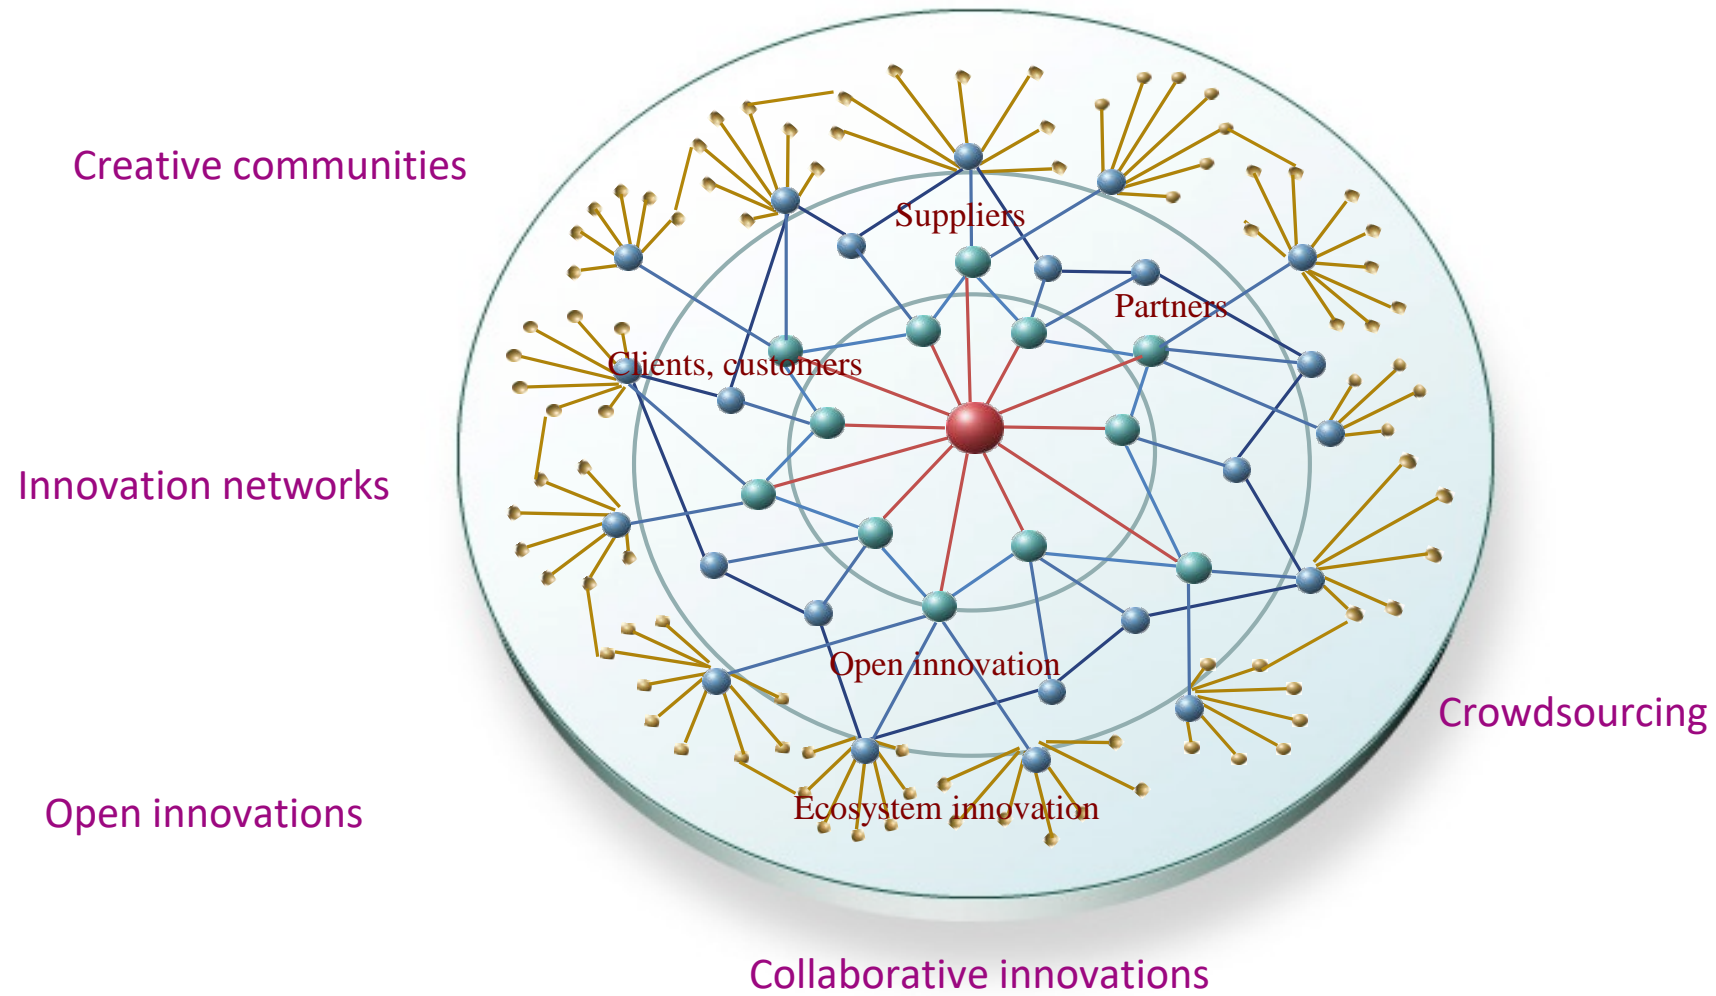 Creative communities
Suppliers
Partners
Clients, customers
Innovation networks
Open innovation
Crowdsourcing
Ecosystem innovation
Open innovations
Collaborative innovations